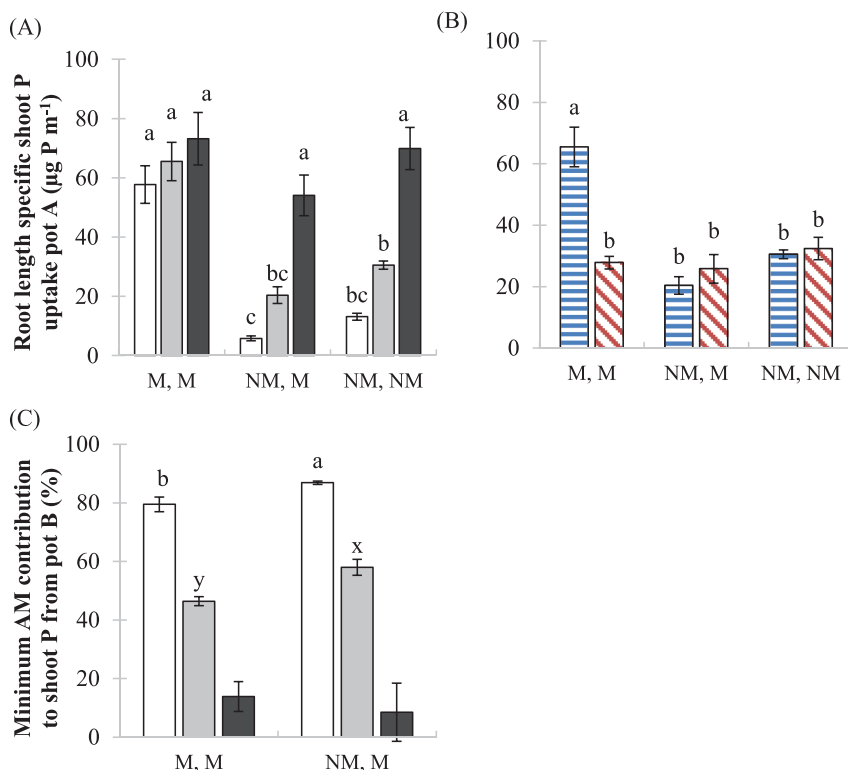 (A)
Root length specific shoot P
uptake pot A (µg P m⁻¹)
100
80
60
40
20
0
a
a
a
c
bc
a
bc
b
a
M, M
NM, M
NM, NM
(B)
100
80
60
40
20
0
a
b
b
b
b
b
M, M
NM, M
NM, NM
(C)
Minimum AM contribution
to shoot P from pot B (%)
100
80
60
40
20
0
b
y
a
x
M, M
NM, M